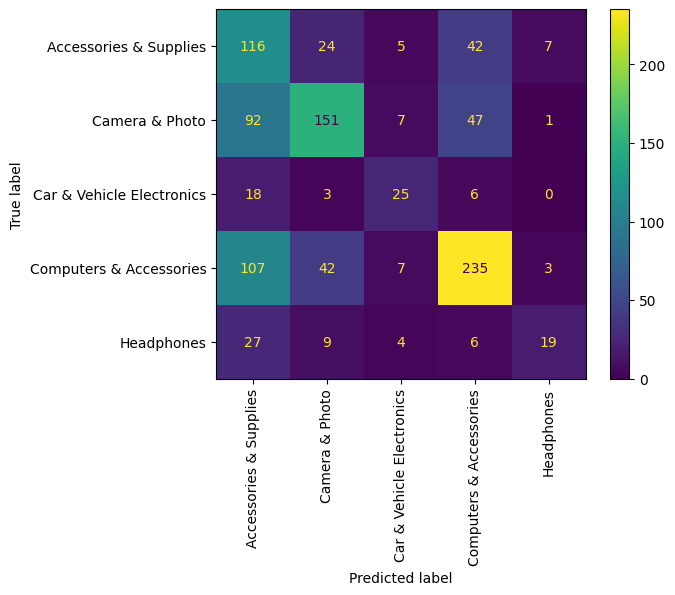 True label
Accessories & Supplies 116 24 5 42 7
Camera & Photo 92 151 7 47 1
Car & Vehicle Electronics 18 3 25 6 0
Computers & Accessories 107 42 7 235 3
Headphones 27 9 4 6 19
Accessories & Supplies
Camera & Photo
Car & Vehicle Electronics
Computers & Accessories
Headphones
Predicted label
200
150
100
50
0